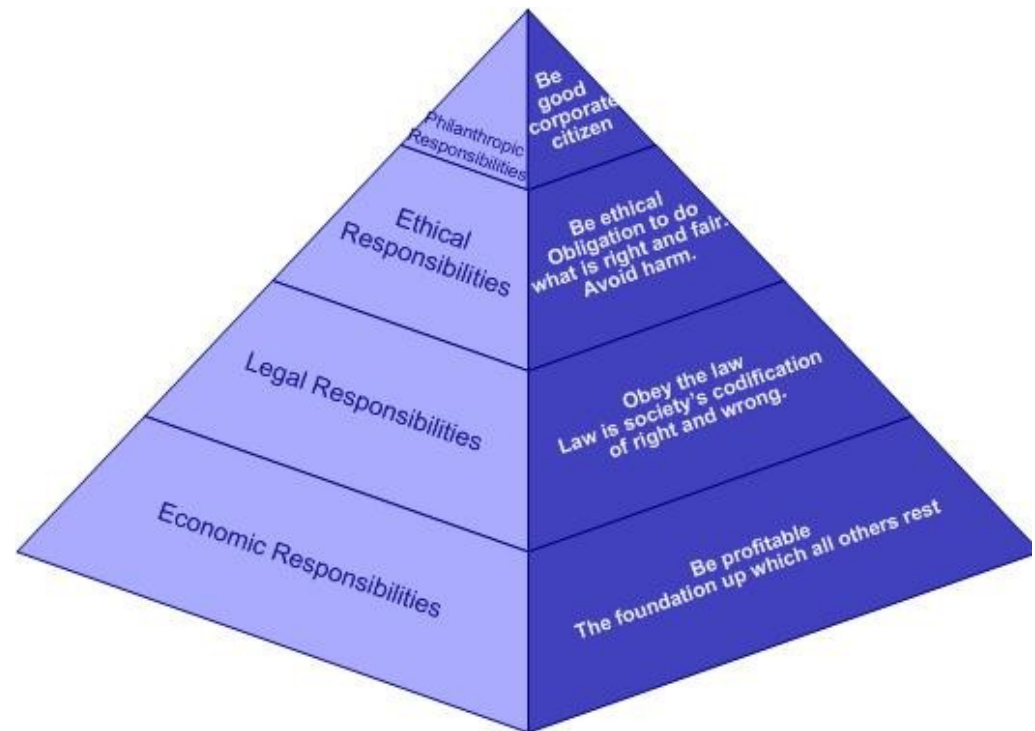 Philanthropic
Responsibilities
Be
good
corporate
citizen
Ethical
Responsibilities
Be ethical
Obligation to do
what is right and fair.
Avoid harm.
Legal Responsibilities
Obey the law
Law is society's codification
of right and wrong.
Economic Responsibilities
Be profitable
The foundation up which all others rest